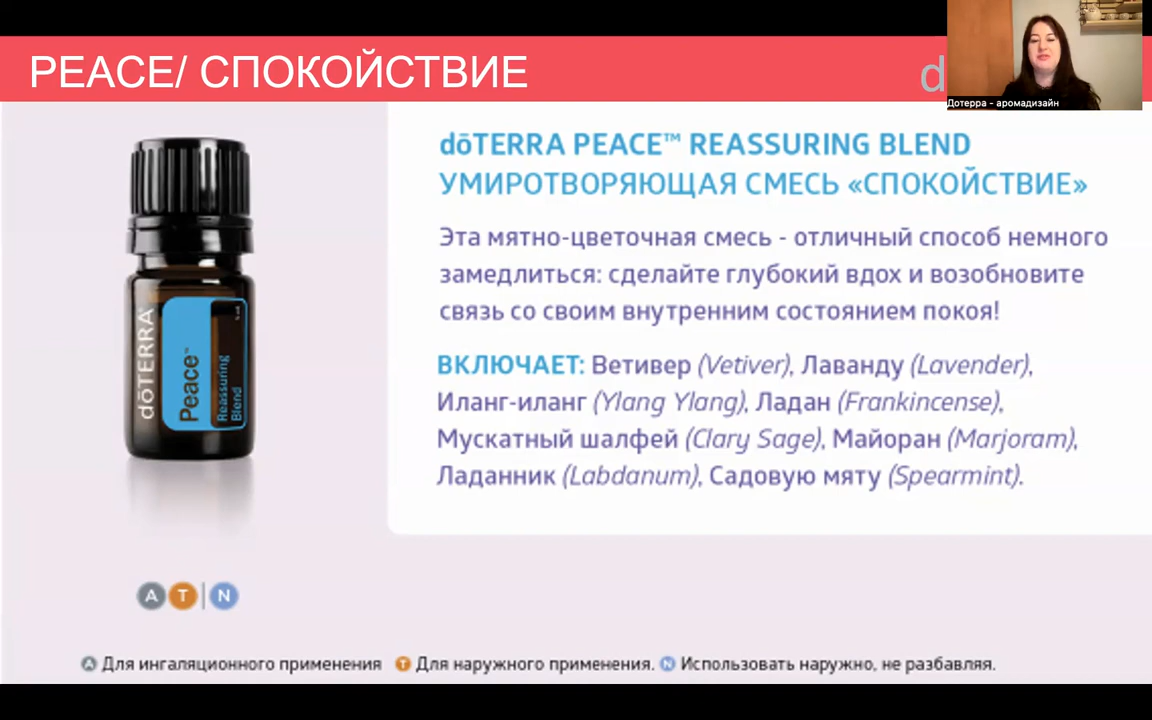 PEACE/ СПОКОЙСТВИЕ
d
Дотерра - аромадизайн
dōTERRA PEACE™ REASSURING BLEND
УМИРОТВОРЯЮЩАЯ СМЕСЬ «СПОКОЙСТВИЕ»
Эта мятно-цветочная смесь - отличный способ немного
замедлиться: сделайте глубокий вдох и возобновите
связь со своим внутренним состоянием покоя!
ВКЛЮЧАЕТ: Ветивер (Vetiver), Лаванду (Lavender),
Иланг-иланг (Ylang Ylang), Ладан (Frankincense),
Мускатный шалфей (Clary Sage), Майоран (Marjoram),
Ладанник (Labdanum), Садовую мяту (Spearmint).
dōTERRA
Peace™
Reassuring
Blend
A T | N
A Для ингаляционного применения T Для наружного применения. N Использовать наружно, не разбавляя.